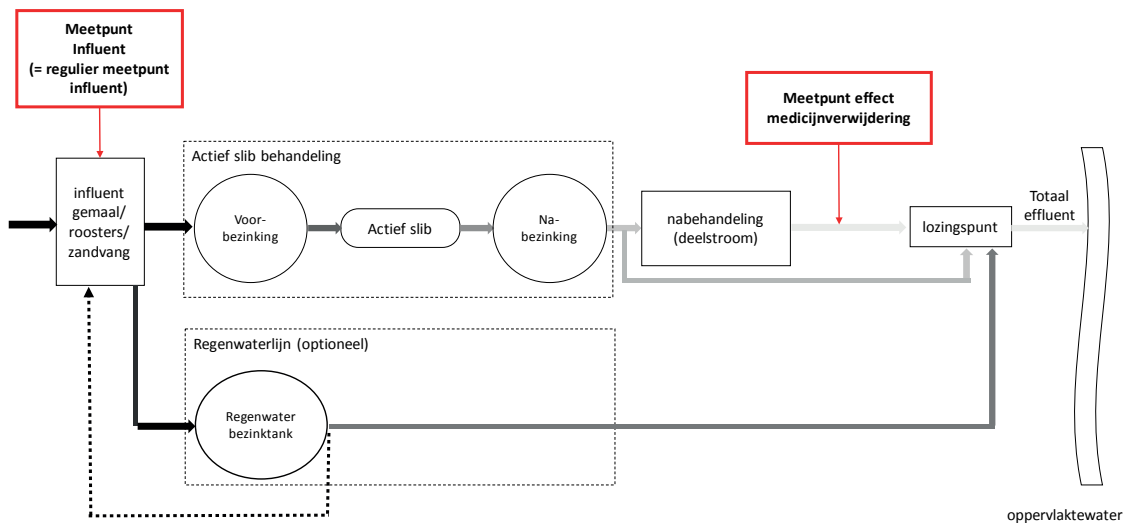 Meetpunt
Influent
(= regulier meetpunt
influent)
Meetpunt effect
medicijnverwijdering
Actief slib behandeling
influent
gemaal/
roosters/
zandvang
Voor-
bezinking
Actief slib
Na-
bezinking
nabehandeling
(deelstroom)
lozingspunt
Totaal
effluent
Regenwaterlijn (optioneel)
Regenwater
bezinktank
oppervlaktewater